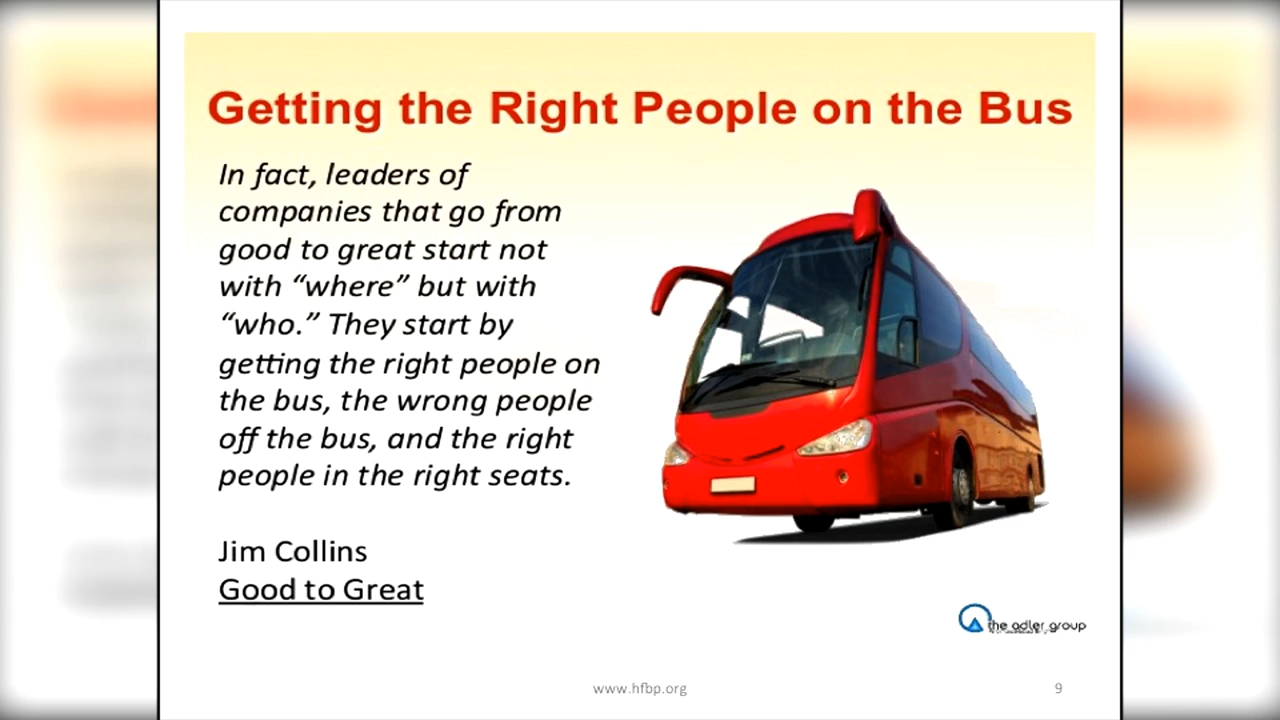 Getting the Right People on the Bus
In fact, leaders of
companies that go from
good to great start not
with “where” but with
“who.” They start by
getting the right people on
the bus, the wrong people
off the bus, and the right
people in the right seats.
Jim Collins
Good to Great
the adler group
www.hfbp.org
9